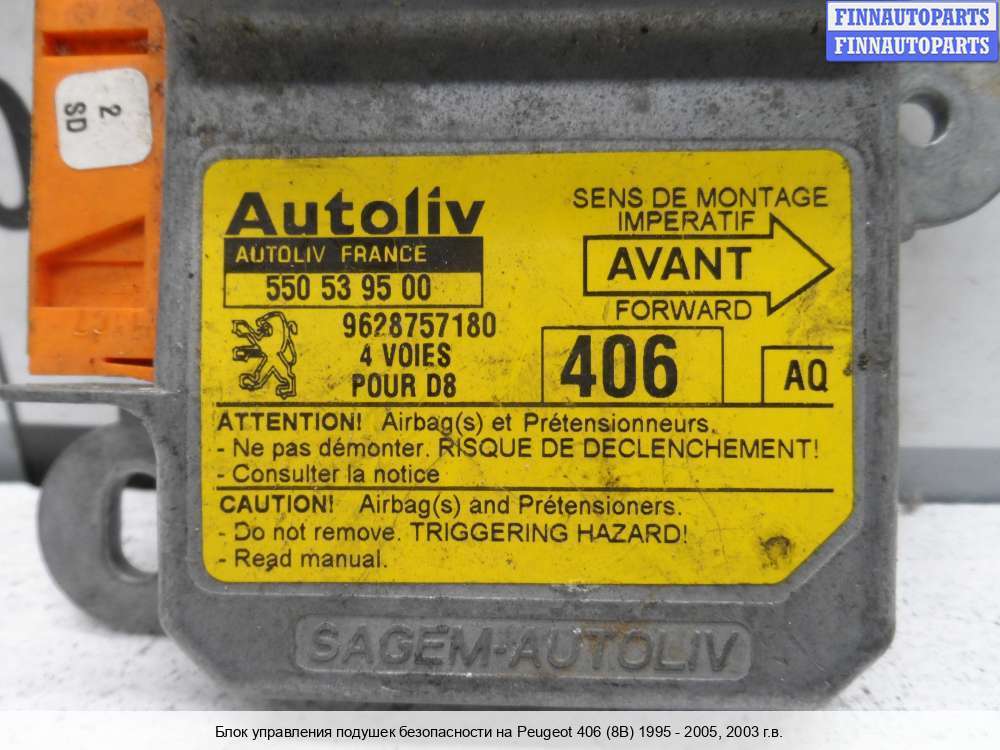 FINNAUTOPARTS
FINNAUTOPARTS
2
SD
Autoliv
AUTOLIV FRANCE
550 53 95 00
9628757180
4 VOIES
POUR D8
SENS DE MONTAGE
IMPERATIF
AVANT
FORWARD
406
AQ
ATTENTION! Airbag(s) et Prétensionneurs.
- Ne pas démonter. RISQUE DE DECLENCHEMENT!
- Consulter la notice
CAUTION! Airbag(s) and Prétensioners.
- Do not remove. TRIGGERING HAZARD!
- Read manual.
SAGEM-AUTOLIV
Блок управления подушек безопасности на Peugeot 406 (8B) 1995 - 2005, 2003 г.в.